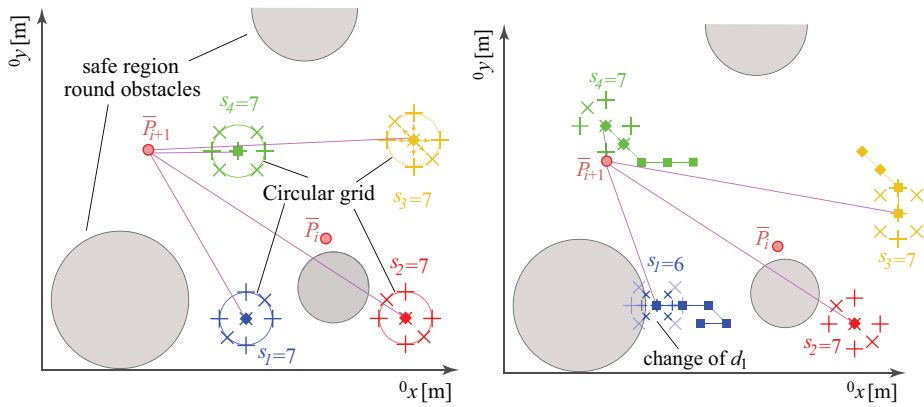 ⁰y [m]
safe region
round obstacles
s₄=7
P̅ᵢ₊₁
Circular grid
s₃=7
P̅ᵢ
s₂=7
s₁=7
⁰x [m]
⁰y [m]
s₄=7
P̅ᵢ₊₁
P̅ᵢ
s₃=7
s₁=6
s₂=7
change of d₁
⁰x [m]